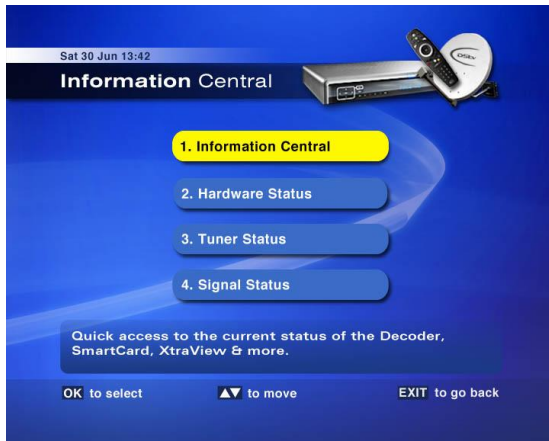 Sat 30 Jun 13:42
Information Central
DStv
1. Information Central
2. Hardware Status
3. Tuner Status
4. Signal Status
Quick access to the current status of the Decoder,
SmartCard, XtraView & more.
OK to select ▲▼ to move EXIT to go back